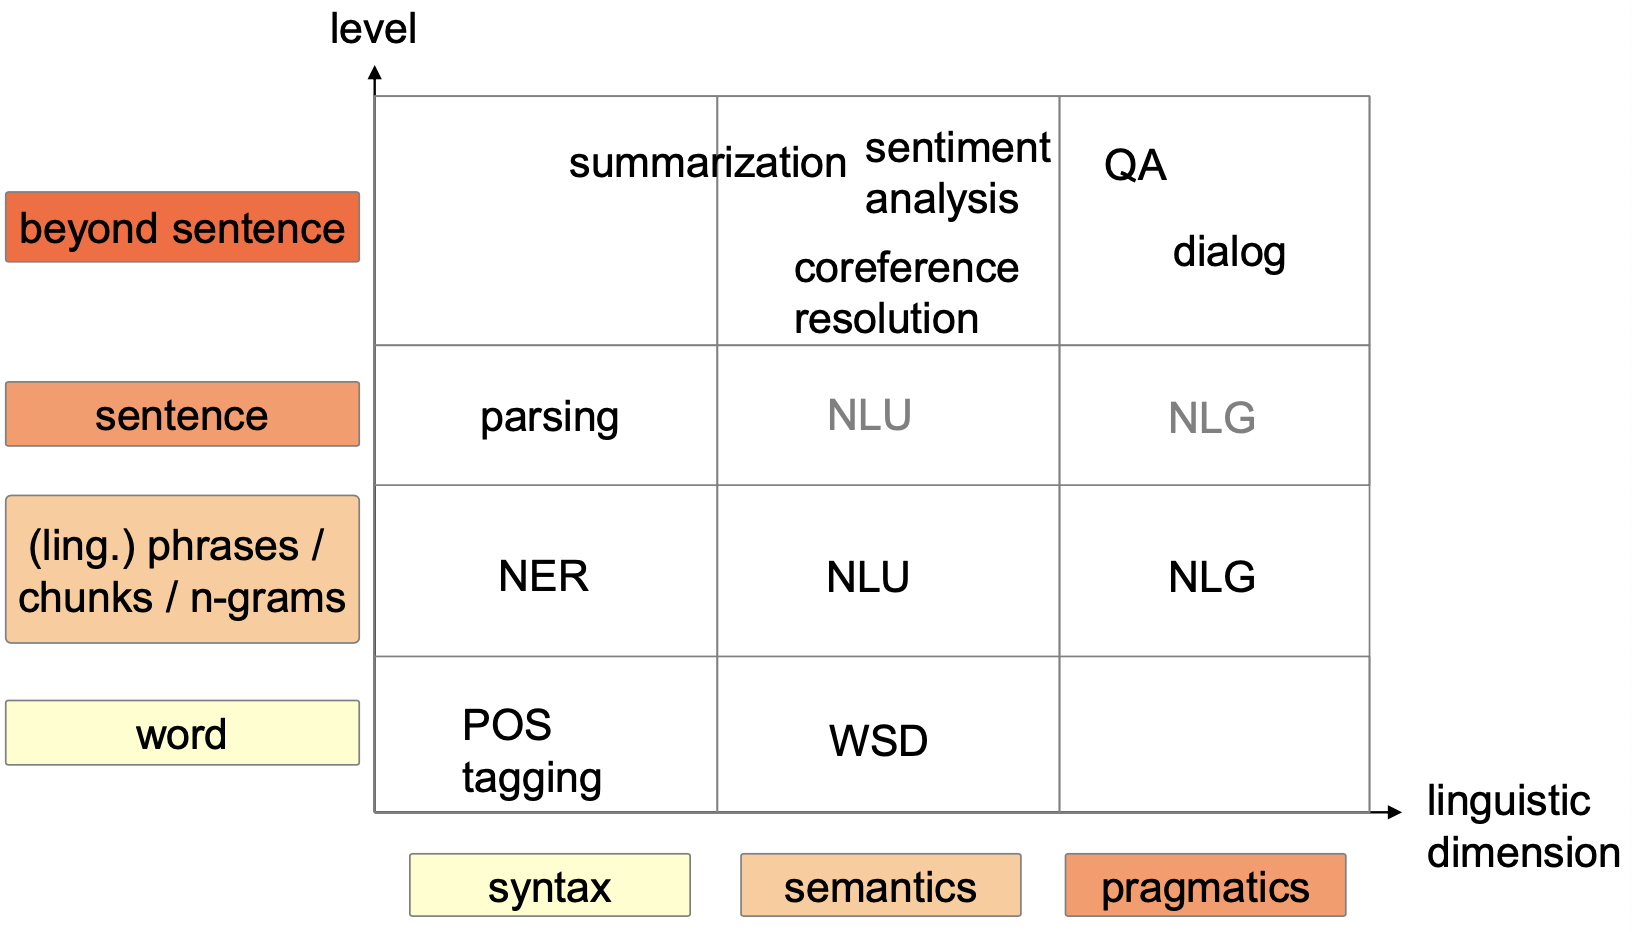 level
summarization
sentiment
analysis
QA
beyond sentence
dialog
coreference
resolution
sentence
parsing
NLU
NLG
(ling.) phrases /
chunks / n-grams
NER
NLU
NLG
word
POS
tagging
WSD
linguistic
dimension
syntax
semantics
pragmatics